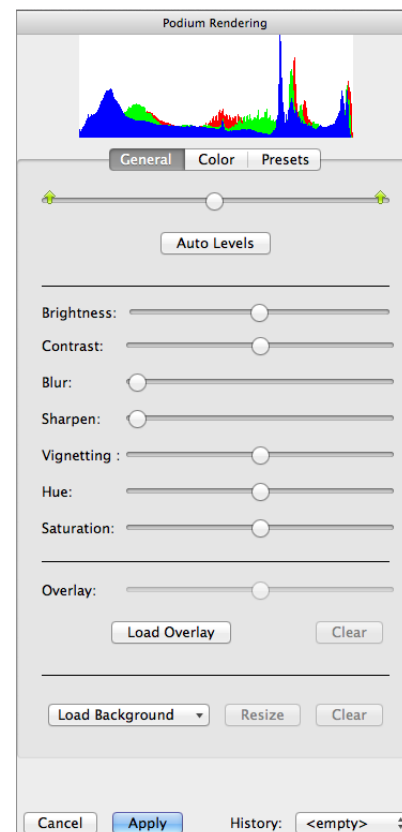 Podium Rendering
General Color Presets
Auto Levels
Brightness:
Contrast:
Blur:
Sharpen:
Vignetting :
Hue:
Saturation:
Overlay:
Load Overlay Clear
Load Background Resize Clear
Cancel Apply History: <empty>